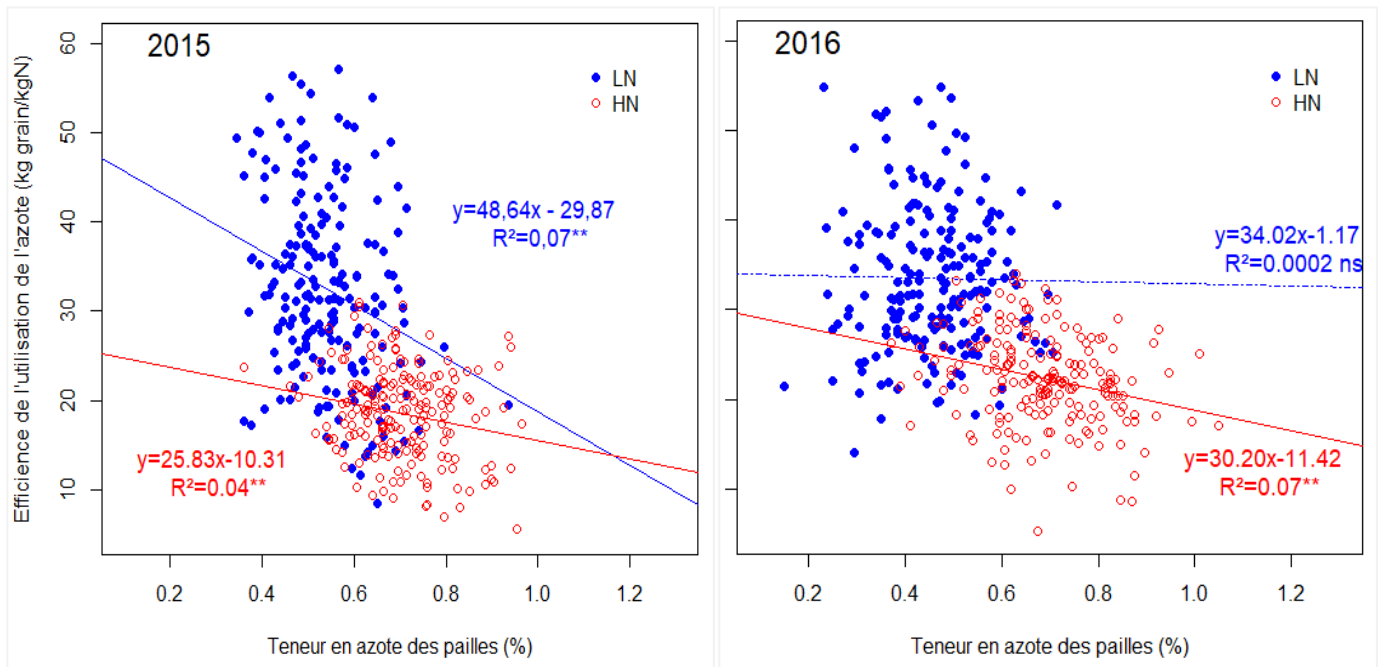 2015
LN
HN
y=48,64x - 29,87
R²=0,07**
y=25.83x-10.31
R²=0.04**
Efficience de l'utilisation de l'azote (kg grain/kgN)
60
50
40
30
20
10
0.2 0.4 0.6 0.8 1.0 1.2
Teneur en azote des pailles (%)
2016
LN
HN
y=34.02x-1.17
R²=0.0002 ns
y=30.20x-11.42
R²=0.07**
0.2 0.4 0.6 0.8 1.0 1.2
Teneur en azote des pailles (%)